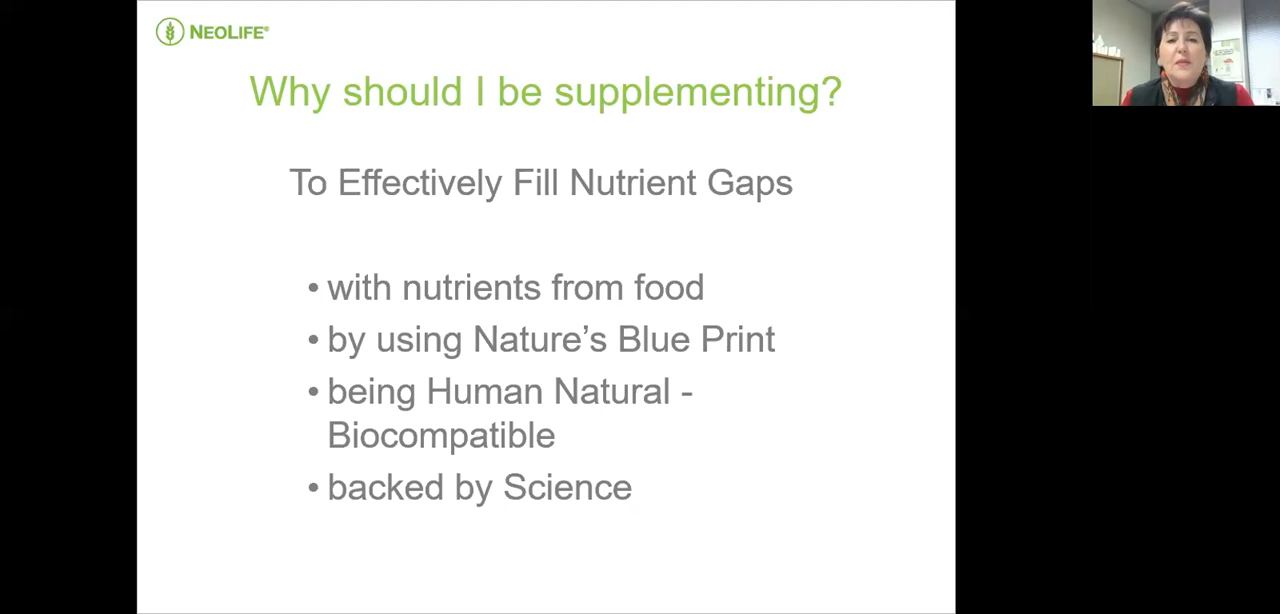 NEOLIFE®
Why should I be supplementing?
To Effectively Fill Nutrient Gaps
• with nutrients from food
• by using Nature’s Blue Print
• being Human Natural -
Biocompatible
• backed by Science